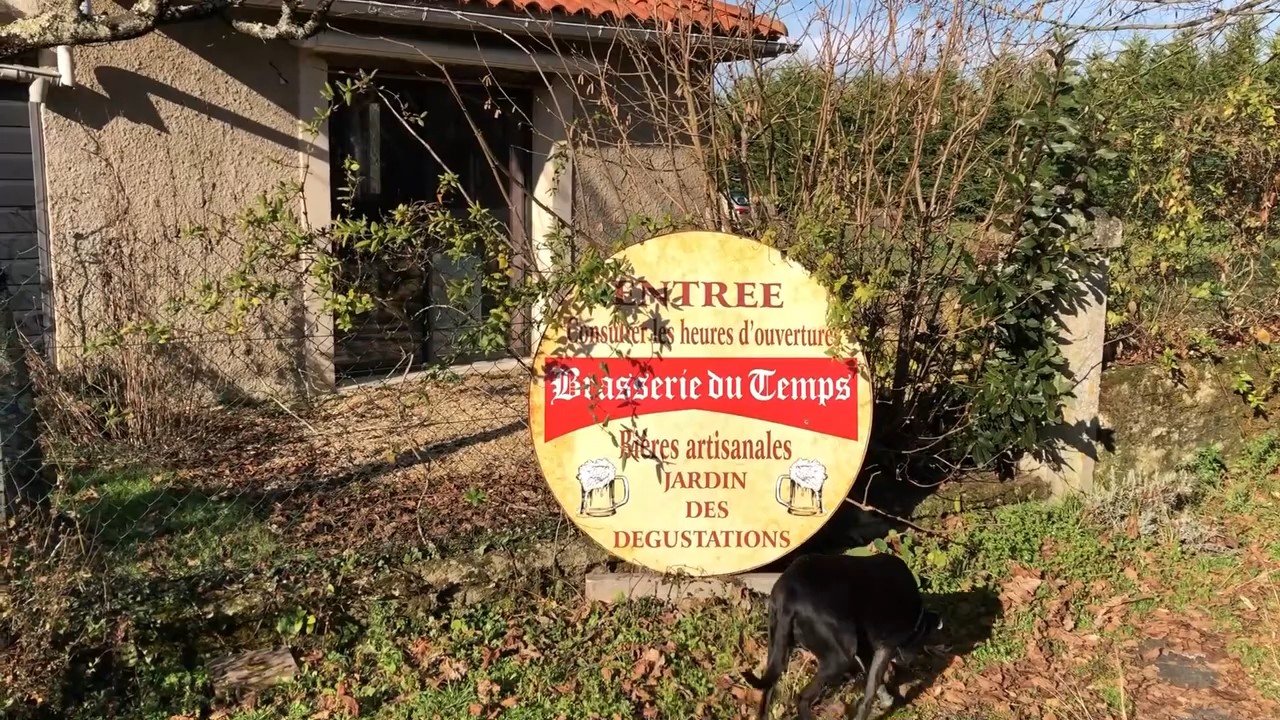 ENTREE
Consulter les heures d'ouverture
Brasserie du Temps
Bières artisanales
JARDIN
DES
DEGUSTATIONS